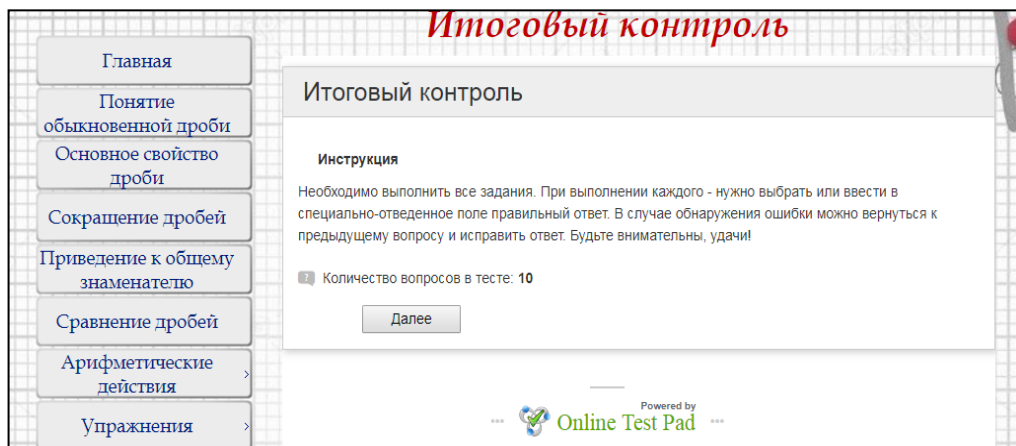 Итоговый контроль
Главная
Понятие
обыкновенной дроби
Основное свойство
дроби
Сокращение дробей
Приведение к общему
знаменателю
Сравнение дробей
Арифметические
действия
Упражнения
Итоговый контроль
Инструкция
Необходимо выполнить все задания. При выполнении каждого - нужно выбрать или ввести в
специально-отведенное поле правильный ответ. В случае обнаружения ошибки можно вернуться к
предыдущему вопросу и исправить ответ. Будьте внимательны, удачи!
Количество вопросов в тесте: 10
Далее
Powered by
Online Test Pad